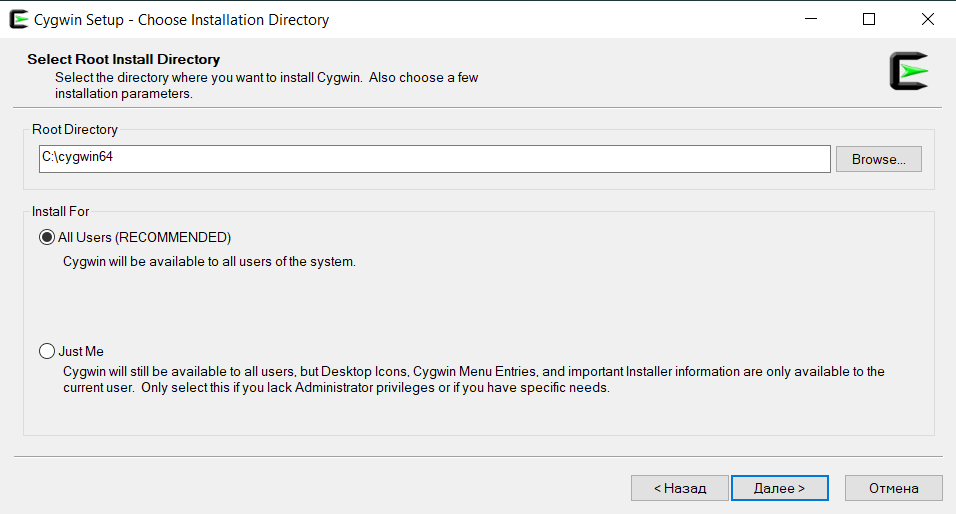 Cygwin Setup - Choose Installation Directory
Select Root Install Directory
Select the directory where you want to install Cygwin.  Also choose a few
installation parameters.
Root Directory
C:\cygwin64
Browse...
Install For
All Users (RECOMMENDED)
Cygwin will be available to all users of the system.
Just Me
Cygwin will still be available to all users, but Desktop Icons, Cygwin Menu Entries, and important Installer information are only available to the
current user.  Only select this if you lack Administrator privileges or if you have specific needs.
< Назад
Далее >
Отмена